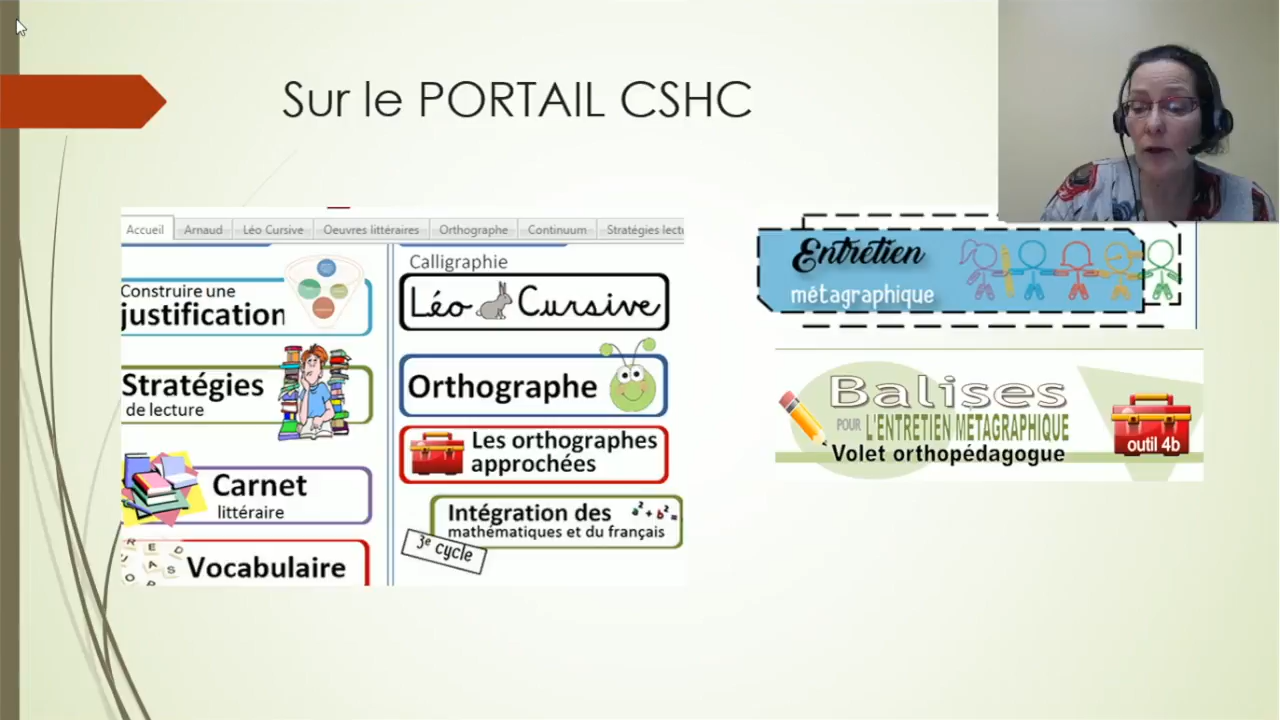 Sur le PORTAIL CSHC
Accueil Arnaud Léo Cursive Oeuvres littéraires Orthographe Continuum Stratégies lectu
Construire une
justification
Stratégies
de lecture
Carnet
littéraire
Vocabulaire
Calligraphie
Léo Cursive
Orthographe
Les orthographes
approchées
Intégration des a² + b² =
mathématiques et du français
3e cycle
Entretien
métagraphique
Balises
POUR L'ENTRETIEN MÉTAGRAPHIQUE
Volet orthopédagogue
outil 4b